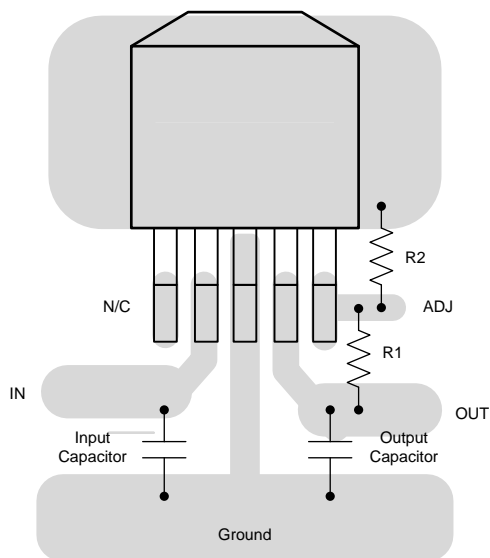 R2
N/C
ADJ
R1
IN
OUT
Input
Capacitor
Output
Capacitor
Ground